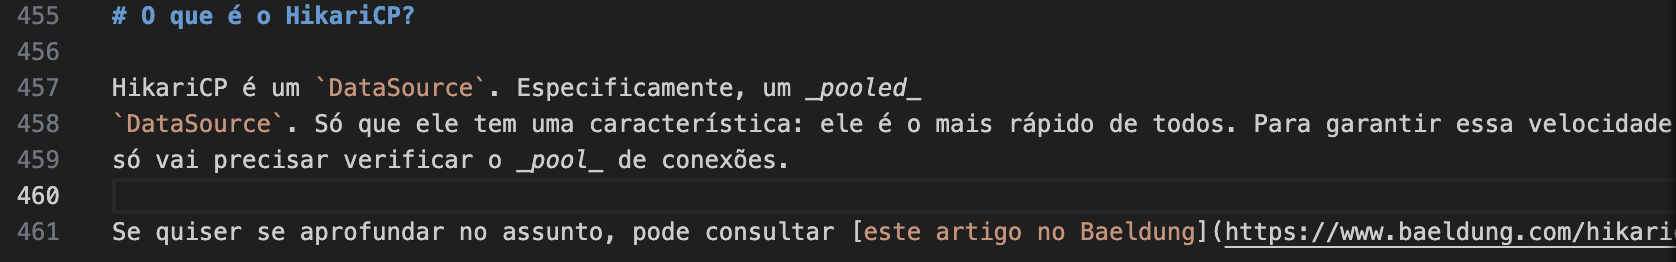 455 # O que é o HikariCP?
456
457 HikariCP é um `DataSource`. Especificamente, um _pooled_
458 `DataSource`. Só que ele tem uma característica: ele é o mais rápido de todos. Para garantir essa velocidade
459 só vai precisar verificar o _pool_ de conexões.
460
461 Se quiser se aprofundar no assunto, pode consultar [este artigo no Baeldung](https://www.baeldung.com/hikari